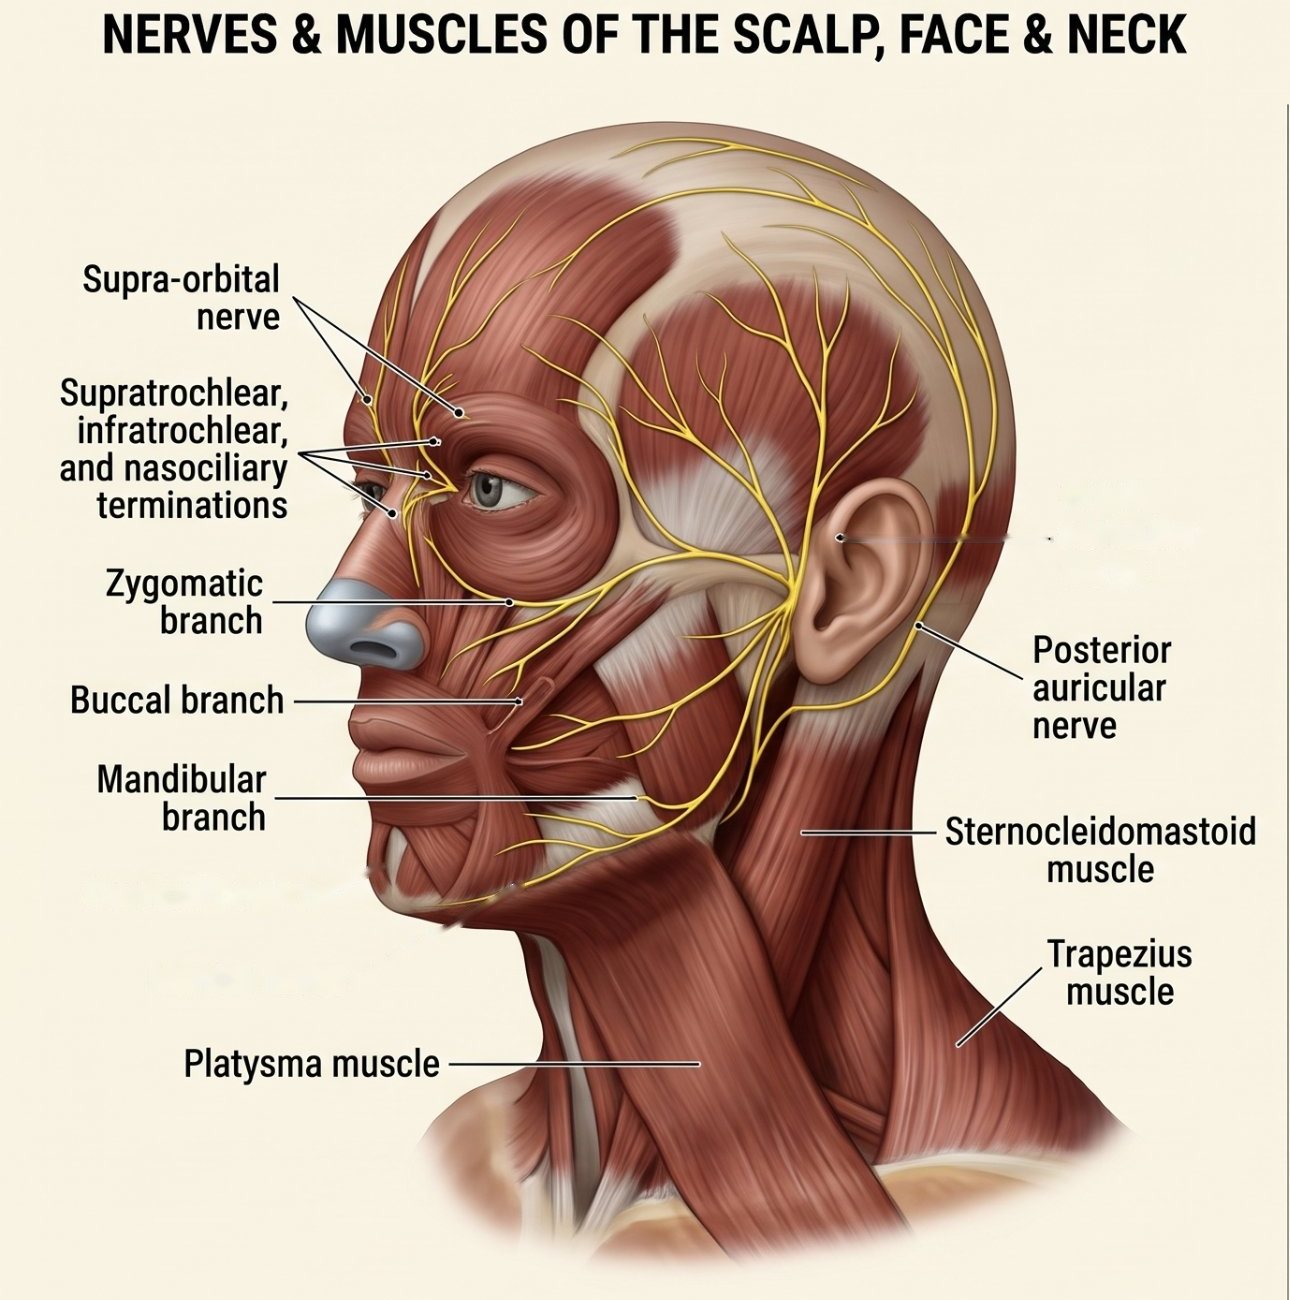 NERVES & MUSCLES OF THE SCALP, FACE & NECK
Supra-orbital
nerve
Supratrochlear,
infratrochlear,
and nasociliary
terminations
Zygomatic
branch
Buccal branch
Mandibular
branch
Platysma muscle
Posterior
auricular
nerve
Sternocleidomastoid
muscle
Trapezius
muscle